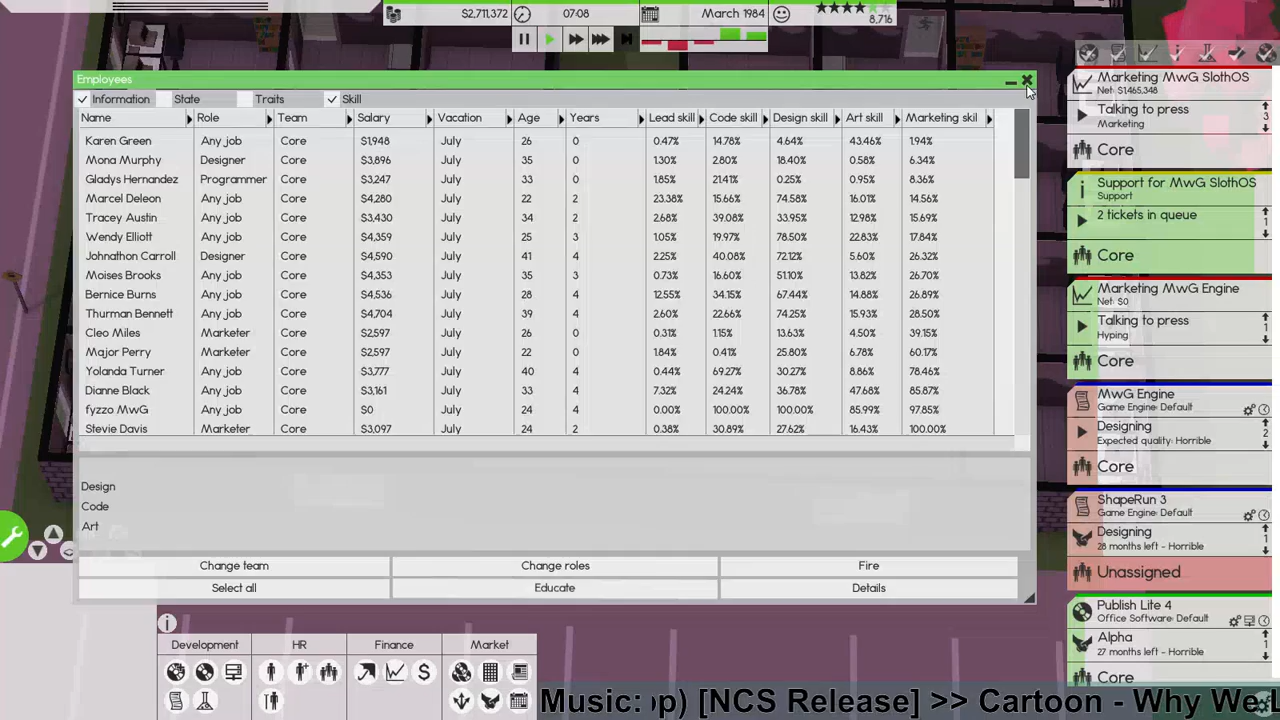 $2,711,372 07:08 March 1984 8,716
Employees
Information State Traits Skill
Name Role Team Salary Vacation Age Years Lead skill Code skill Design skill Art skill Marketing skil
Karen Green Any job Core $1,948 July 26 0 0.47% 14.78% 4.64% 43.46% 1.94%
Mona Murphy Designer Core $3,896 July 35 0 1.30% 2.80% 18.40% 0.58% 6.34%
Gladys Hernandez Programmer Core $3,247 July 33 0 1.85% 21.41% 0.25% 0.95% 8.36%
Marcel Deleon Any job Core $4,280 July 22 2 23.38% 15.66% 74.58% 16.01% 14.56%
Tracey Austin Any job Core $3,430 July 34 2 2.68% 39.08% 33.95% 12.98% 15.69%
Wendy Elliott Any job Core $4,359 July 25 3 1.05% 19.97% 78.50% 22.83% 17.84%
Johnathon Carroll Designer Core $4,590 July 41 4 2.25% 40.08% 72.12% 5.60% 26.32%
Moises Brooks Any job Core $4,353 July 35 3 0.73% 16.60% 51.10% 13.82% 26.70%
Bernice Burns Any job Core $4,536 July 28 4 12.55% 34.15% 67.44% 14.88% 26.89%
Thurman Bennett Any job Core $4,704 July 39 4 2.60% 22.66% 74.25% 15.93% 28.50%
Cleo Miles Marketer Core $2,597 July 26 0 0.31% 1.15% 13.63% 4.50% 39.15%
Major Perry Marketer Core $2,597 July 22 0 1.84% 0.41% 25.80% 6.78% 60.17%
Yolanda Turner Any job Core $3,777 July 40 4 0.44% 69.27% 30.27% 8.86% 78.46%
Dianne Black Any job Core $3,161 July 33 4 7.32% 24.24% 36.78% 47.68% 85.87%
fyzzo MwG Any job Core $0 July 24 4 0.00% 100.00% 100.00% 85.99% 97.85%
Stevie Davis Marketer Core $3,097 July 24 2 0.38% 30.89% 27.62% 16.43% 100.00%
Design
Code
Art
Change team Change roles Fire
Select all Educate Details
Marketing MwG SlothOS
Net: $1,465,348
Talking to press
Marketing
3
Core
Support for MwG SlothOS
Support
2 tickets in queue
1
Core
Marketing MwG Engine
Net: $0
Talking to press
Hyping
1
Core
MwG Engine
Game Engine: Default
Designing
Expected quality: Horrible
2
Core
ShapeRun 3
Game Engine: Default
Designing
28 months left - Horrible
1
Unassigned
Publish Lite 4
Office Software: Default
Alpha
27 months left - Horrible
1
Core
Development HR Finance Market
Music: op) [NCS Release] >> Cartoon - Why We L